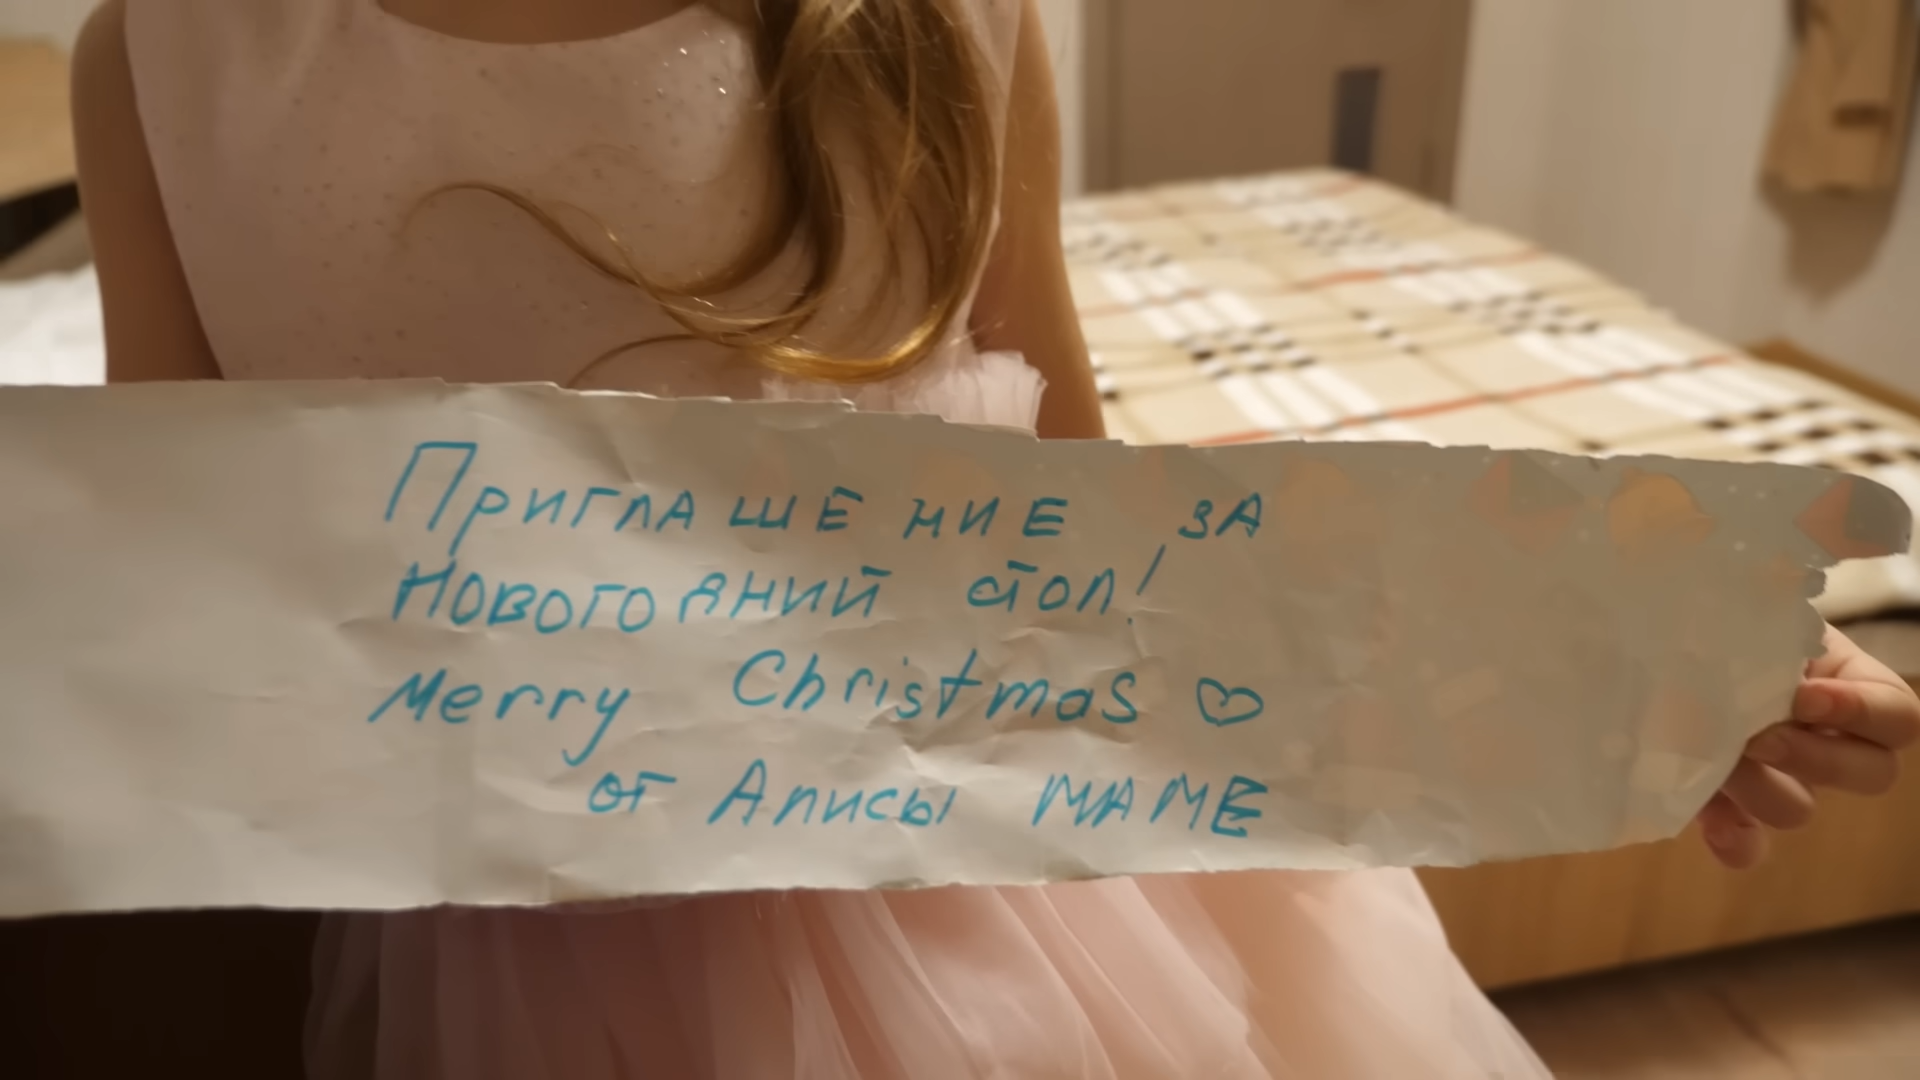 Приглашение за
Новогодний стол!
Merry Christmas ♡
от Алисы МАМЕ